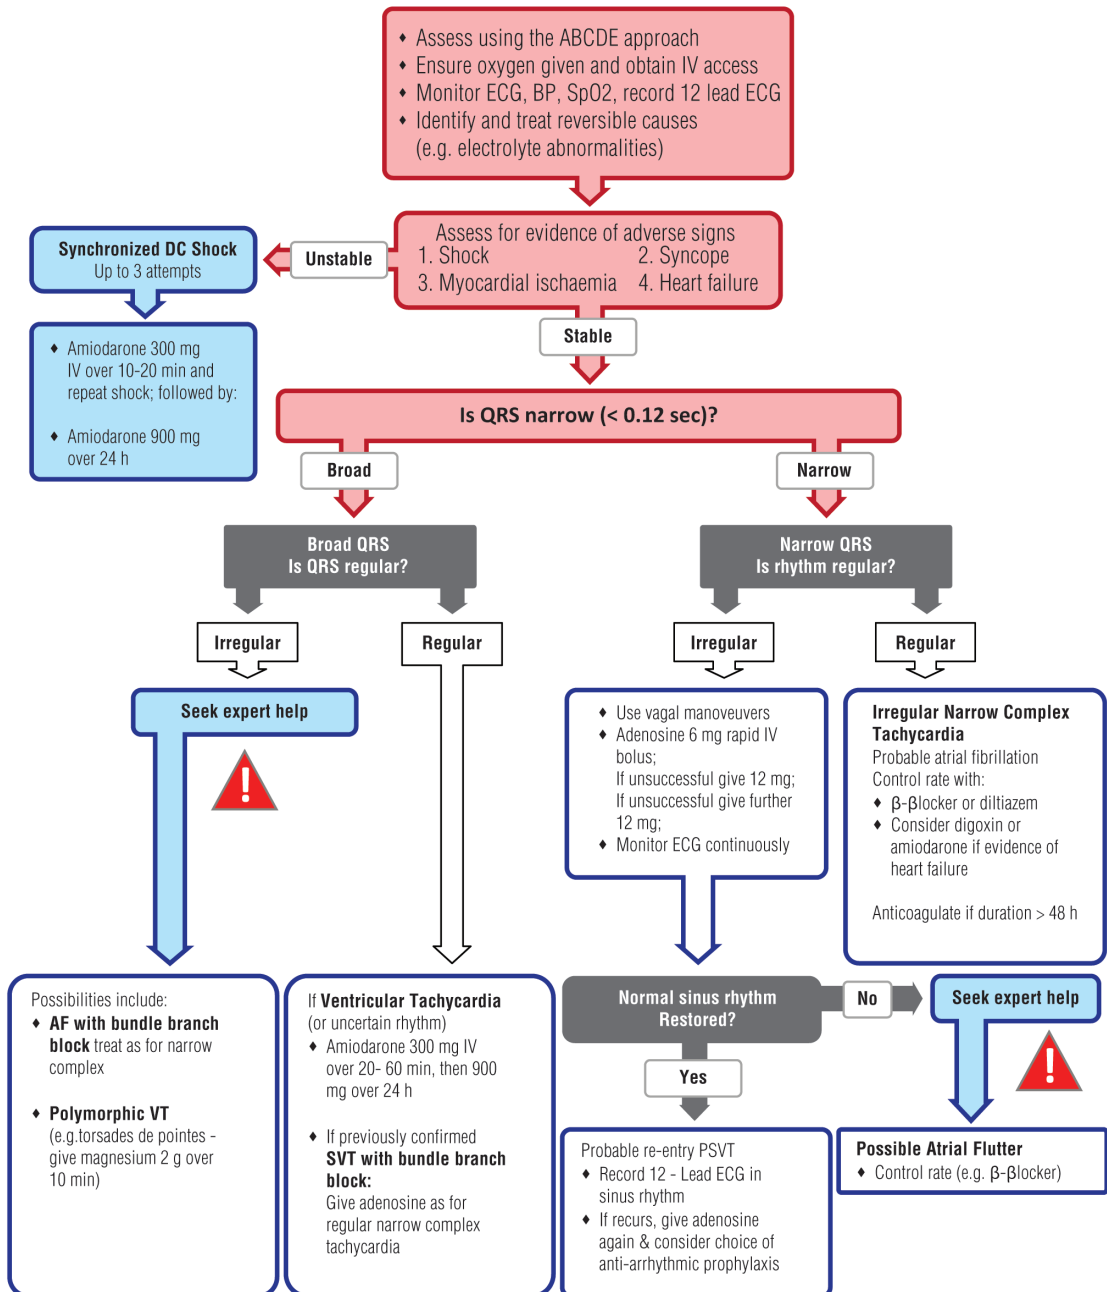 ♦ Assess using the ABCDE approach
♦ Ensure oxygen given and obtain IV access
♦ Monitor ECG, BP, SpO2, record 12 lead ECG
♦ Identify and treat reversible causes
(e.g. electrolyte abnormalities)
Assess for evidence of adverse signs
1. Shock 2. Syncope
3. Myocardial ischaemia 4. Heart failure
Unstable
Synchronized DC Shock
Up to 3 attempts
♦ Amiodarone 300 mg
IV over 10-20 min and
repeat shock; followed by:
♦ Amiodarone 900 mg
over 24 h
Stable
Is QRS narrow (< 0.12 sec)?
Broad
Narrow
Broad QRS
Is QRS regular?
Narrow QRS
Is rhythm regular?
Irregular
Regular
Irregular
Regular
Seek expert help
!
♦ Use vagal manoeuvers
♦ Adenosine 6 mg rapid IV
bolus;
If unsuccessful give 12 mg;
If unsuccessful give further
12 mg;
♦ Monitor ECG continuously
Irregular Narrow Complex
Tachycardia
Probable atrial fibrillation
Control rate with:
♦ β-βlocker or diltiazem
♦ Consider digoxin or
amiodarone if evidence of
heart failure
Anticoagulate if duration > 48 h
Possibilities include:
♦ AF with bundle branch
block treat as for narrow
complex
♦ Polymorphic VT
(e.g.torsades de pointes -
give magnesium 2 g over
10 min)
If Ventricular Tachycardia
(or uncertain rhythm)
♦ Amiodarone 300 mg IV
over 20- 60 min, then 900
mg over 24 h
♦ If previously confirmed
SVT with bundle branch
block:
Give adenosine as for
regular narrow complex
tachycardia
Normal sinus rhythm
Restored?
No
Seek expert help
!
Yes
Probable re-entry PSVT
♦ Record 12 - Lead ECG in
sinus rhythm
♦ If recurs, give adenosine
again & consider choice of
anti-arrhythmic prophylaxis
Possible Atrial Flutter
♦ Control rate (e.g. β-βlocker)